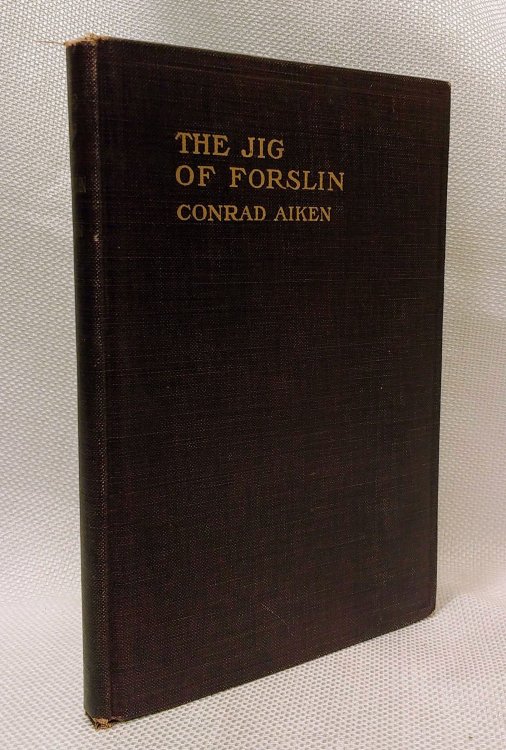 THE JIG
OF FORSLIN
CONRAD AIKEN